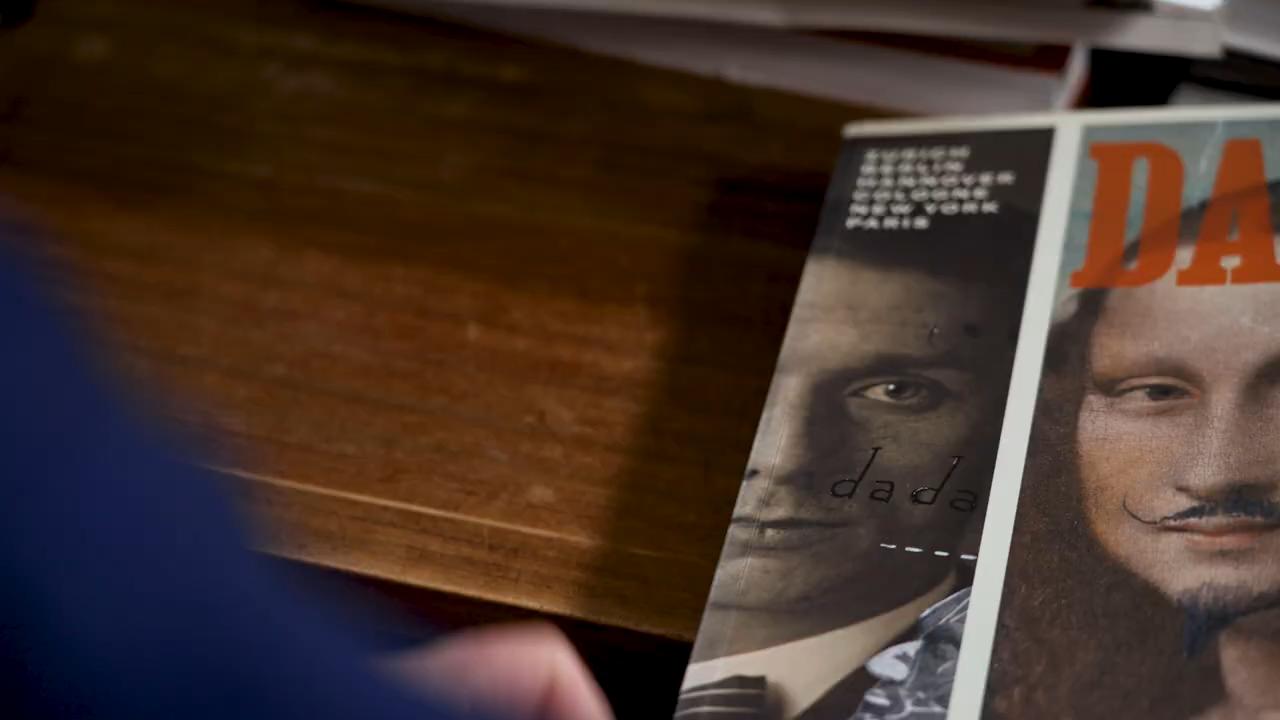 ZURICH
BERLIN
HANNOVER
COLOGNE
NEW YORK
PARIS
DA
dada